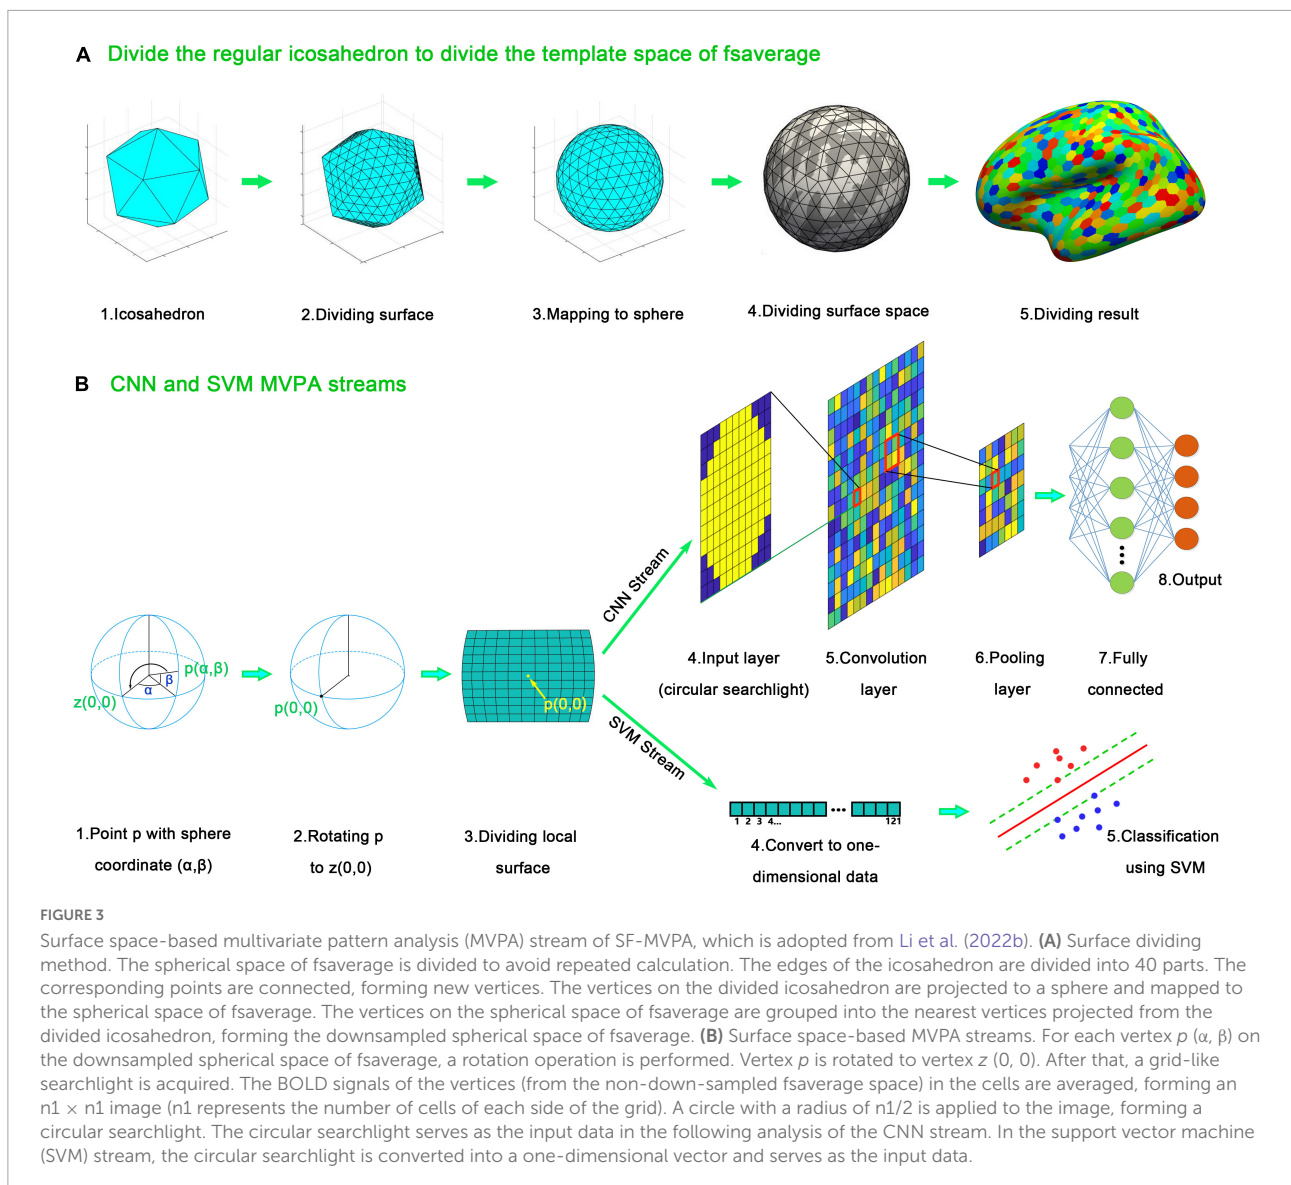 A Divide the regular icosahedron to divide the template space of fsaverage
1.Icosahedron
2.Dividing surface
3.Mapping to sphere
4.Dividing surface space
5.Dividing result
B CNN and SVM MVPA streams
z(0,0)
α
β
p(α,β)
p(0,0)
p(0,0)
CNN Stream
SVM Stream
1.Point p with sphere
coordinate (α,β)
2.Rotating p
to z(0,0)
3.Dividing local
surface
4.Input layer
(circular searchlight)
5.Convolution
layer
6.Pooling
layer
7.Fully
connected
8.Output
1 2 3 4... 121
4.Convert to one-
dimensional data
5.Classification
using SVM
FIGURE 3
Surface space-based multivariate pattern analysis (MVPA) stream of SF-MVPA, which is adopted from Li et al. (2022b). (A) Surface dividing
method. The spherical space of fsaverage is divided to avoid repeated calculation. The edges of the icosahedron are divided into 40 parts. The
corresponding points are connected, forming new vertices. The vertices on the divided icosahedron are projected to a sphere and mapped to
the spherical space of fsaverage. The vertices on the spherical space of fsaverage are grouped into the nearest vertices projected from the
divided icosahedron, forming the downsampled spherical space of fsaverage. (B) Surface space-based MVPA streams. For each vertex p (α, β) on
the downsampled spherical space of fsaverage, a rotation operation is performed. Vertex p is rotated to vertex z (0, 0). After that, a grid-like
searchlight is acquired. The BOLD signals of the vertices (from the non-down-sampled fsaverage space) in the cells are averaged, forming an
n1 × n1 image (n1 represents the number of cells of each side of the grid). A circle with a radius of n1/2 is applied to the image, forming a
circular searchlight. The circular searchlight serves as the input data in the following analysis of the CNN stream. In the support vector machine
(SVM) stream, the circular searchlight is converted into a one-dimensional vector and serves as the input data.